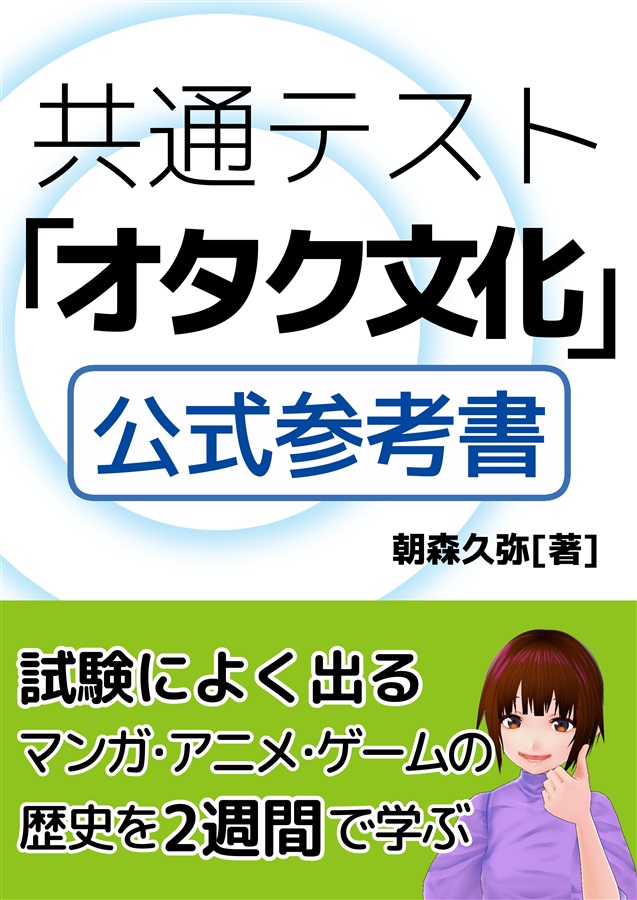 共通テスト
「オタク文化」
公式参考書
朝森久弥[著]
試験によく出る
マンガ・アニメ・ゲームの
歴史を2週間で学ぶ